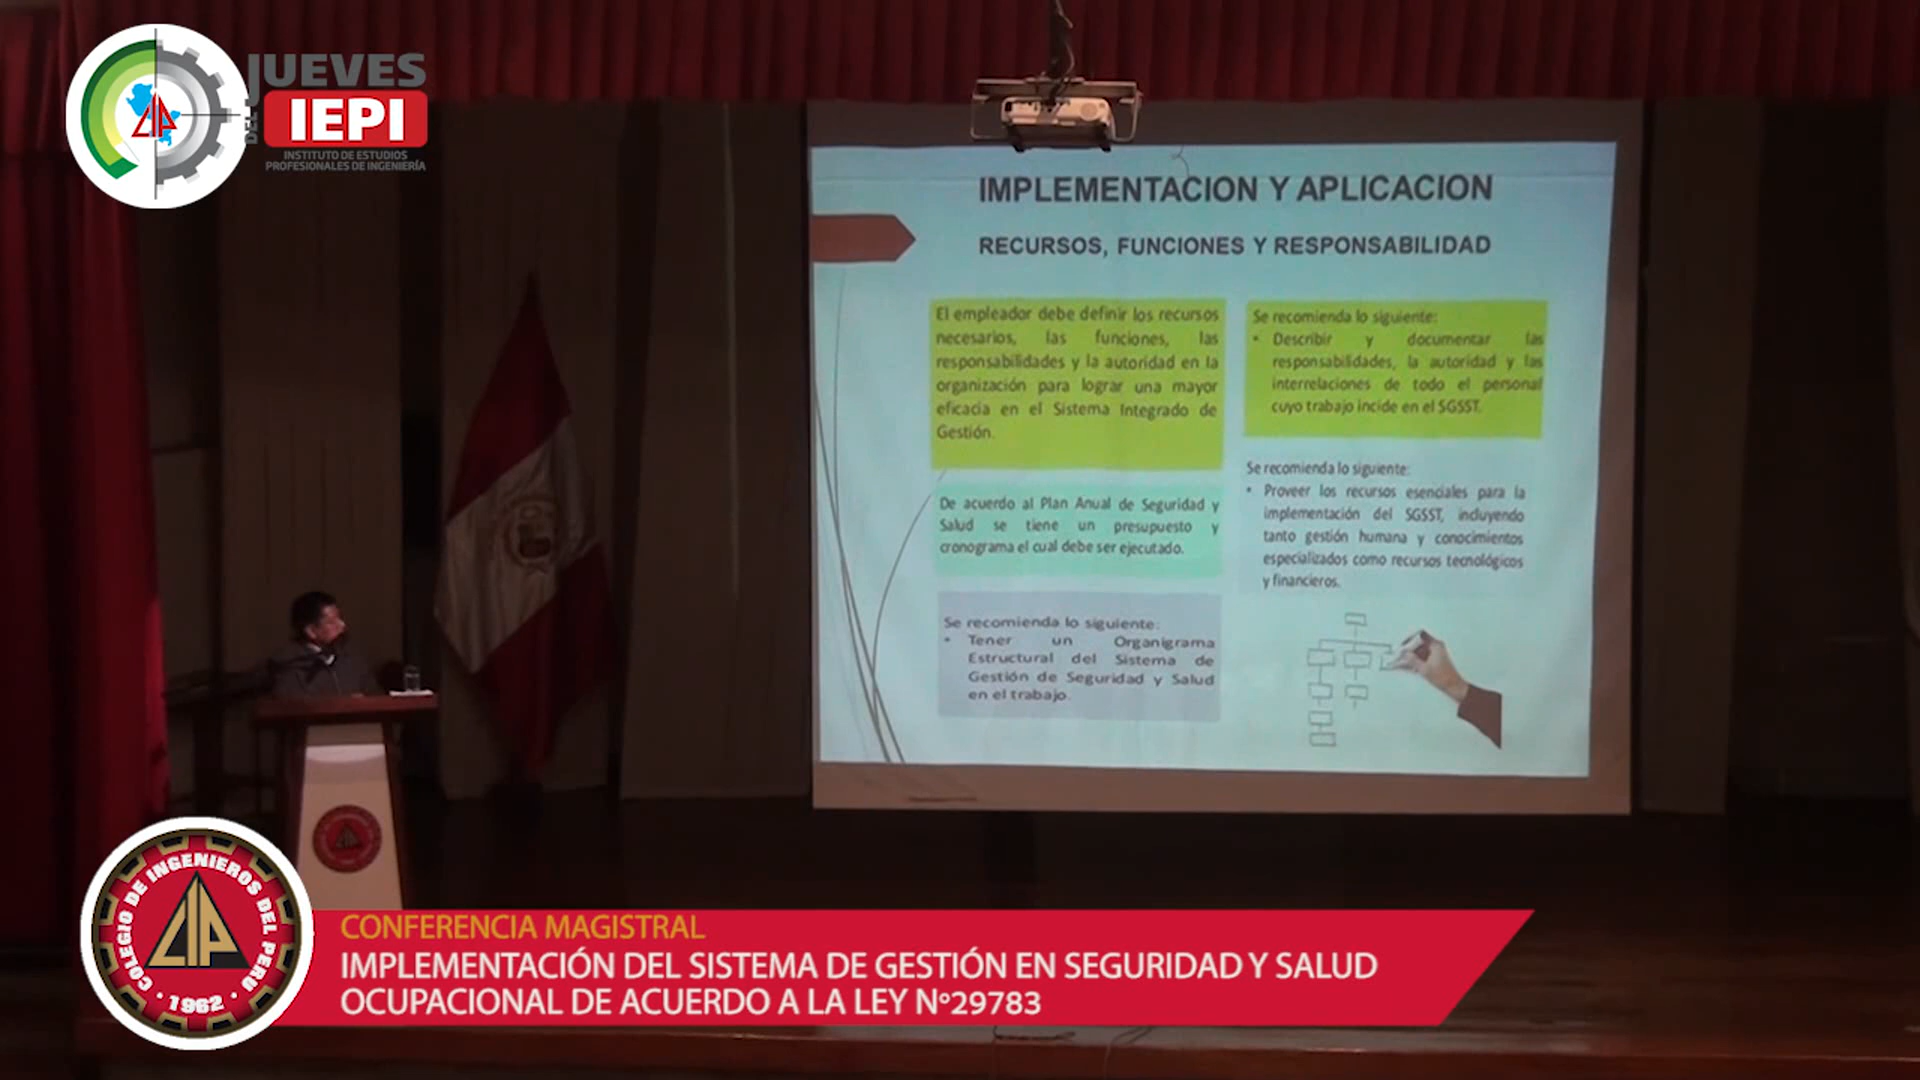 JUEVES
DEL
IEPI
INSTITUTO DE ESTUDIOS
PROFESIONALES DE INGENIERÍA
IMPLEMENTACION Y APLICACION
RECURSOS, FUNCIONES Y RESPONSABILIDAD
El empleador debe definir los recursos
necesarios, las funciones, las
responsabilidades y la autoridad en la
organización para lograr una mayor
eficacia en el Sistema Integrado de
Gestión.
De acuerdo al Plan Anual de Seguridad y
Salud se tiene un presupuesto y
cronograma el cual debe ser ejecutado.
Se recomienda lo siguiente:
• Tener un Organigrama
Estructural del Sistema de
Gestión de Seguridad y Salud
en el trabajo.
Se recomienda lo siguiente:
• Describir y documentar las
responsabilidades, la autoridad y las
interrelaciones de todo el personal
cuyo trabajo incide en el SGSST.
Se recomienda lo siguiente:
• Proveer los recursos esenciales para la
implementación del SGSST, incluyendo
tanto gestión humana y conocimientos
especializados como recursos tecnológicos
y financieros.
COLEGIO DE INGENIEROS DEL PERU
CIP
· 1962 ·
CONFERENCIA MAGISTRAL
IMPLEMENTACIÓN DEL SISTEMA DE GESTIÓN EN SEGURIDAD Y SALUD
OCUPACIONAL DE ACUERDO A LA LEY N°29783